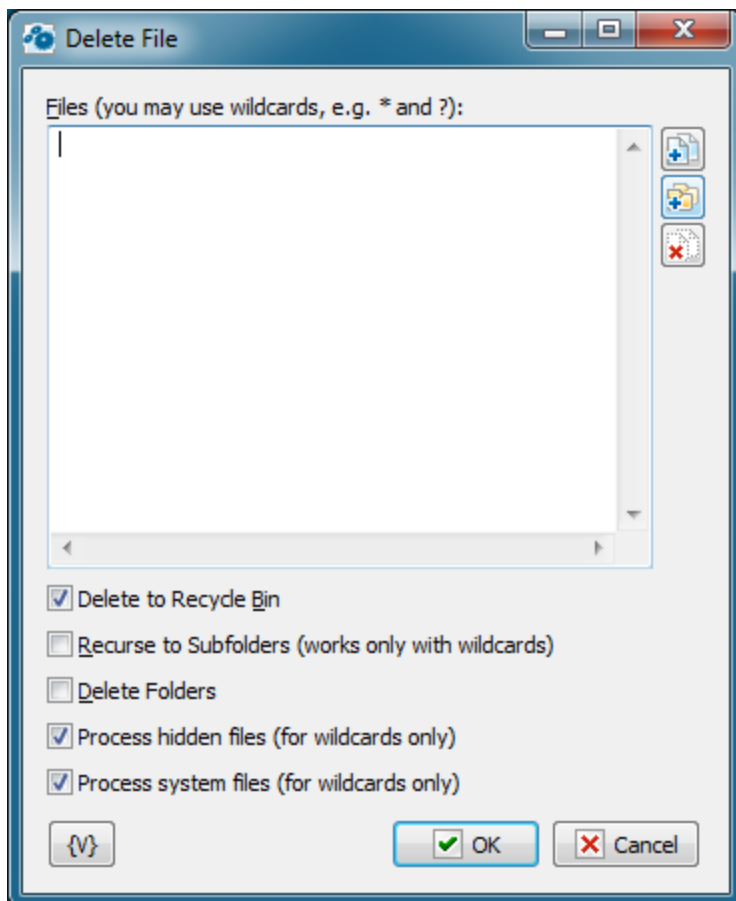 Delete File
Files (you may use wildcards, e.g. * and ?):
Delete to Recycle Bin
Recurse to Subfolders (works only with wildcards)
Delete Folders
Process hidden files (for wildcards only)
Process system files (for wildcards only)
{V} OK Cancel